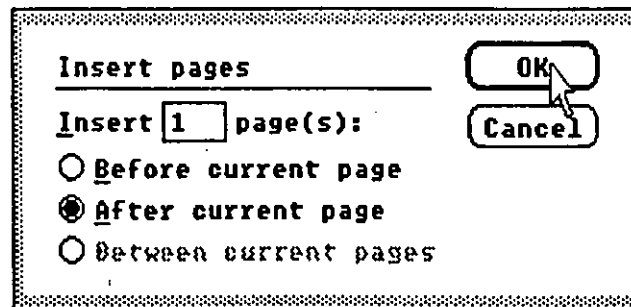 Insert pages
OK
Insert 1 page(s):
Cancel
Before current page
After current page
Between current pages